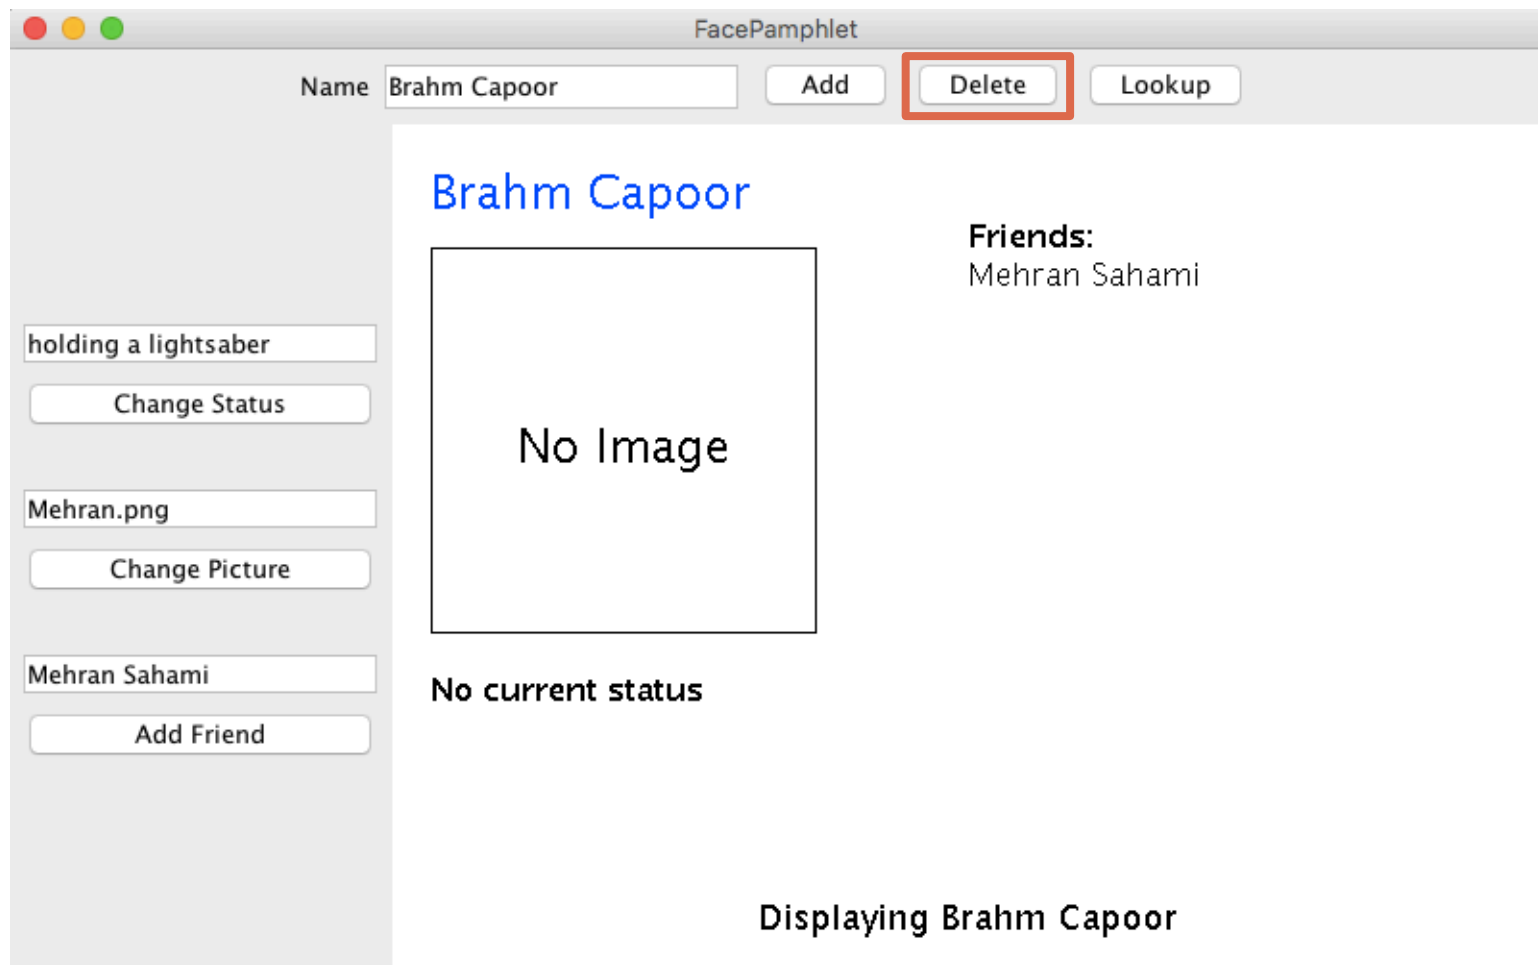 FacePamphlet
Name Brahm Capoor Add Delete Lookup
Brahm Capoor
Friends:
Mehran Sahami
holding a lightsaber
Change Status
No Image
Mehran.png
Change Picture
Mehran Sahami
No current status
Add Friend
Displaying Brahm Capoor